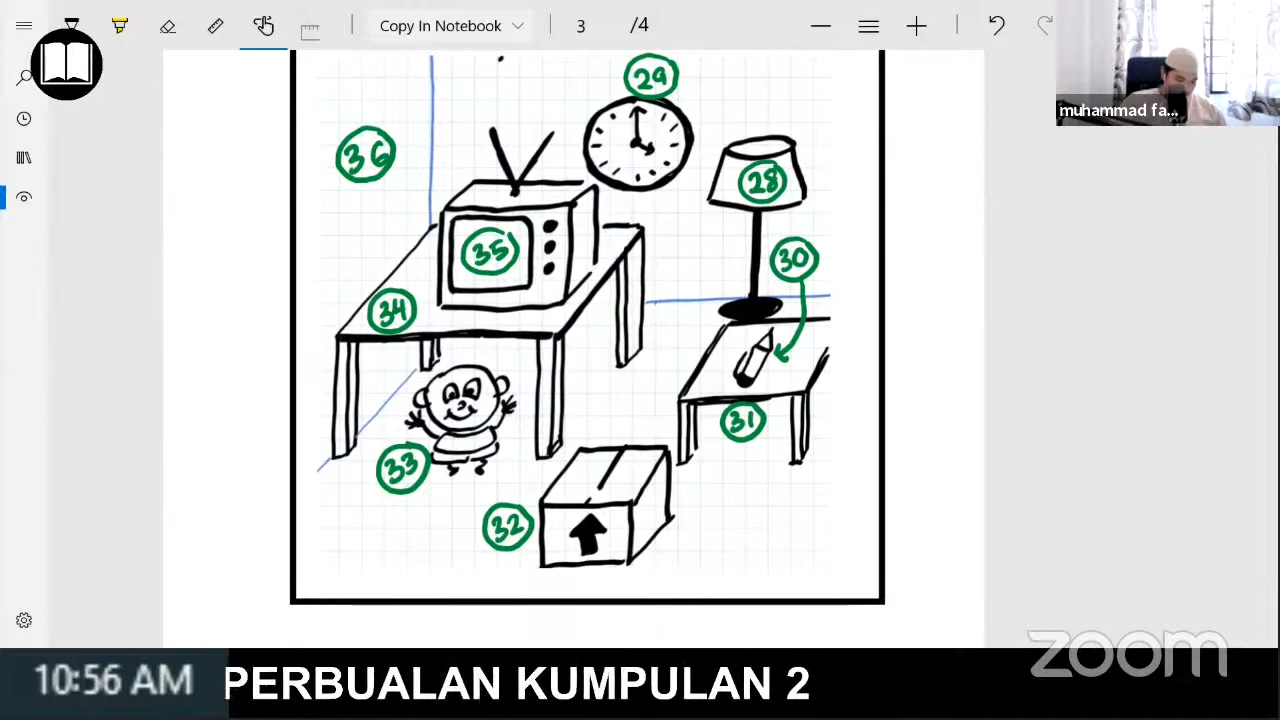 Copy In Notebook
3 /4
muhammad fa...
29
36
28
35
30
34
31
33
32
zoom
10:56 AM
PERBUALAN KUMPULAN 2